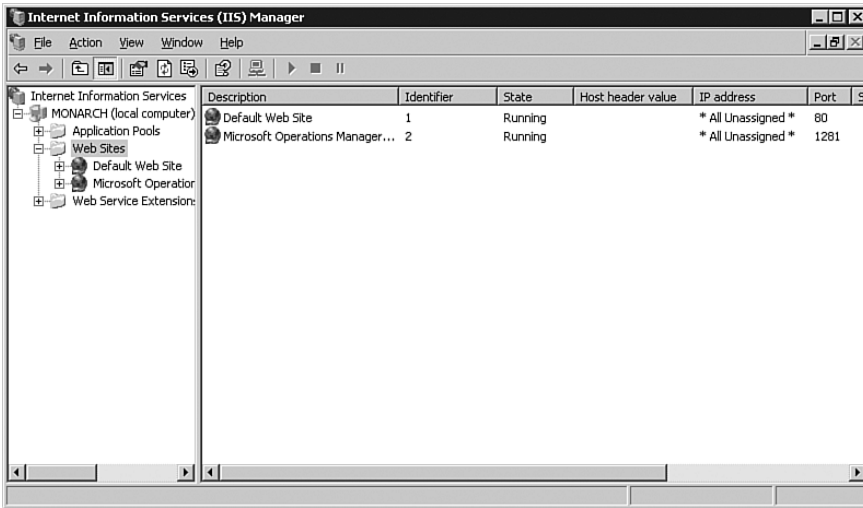 Internet Information Services (IIS) Manager
File Action View Window Help
Internet Information Services
MONARCH (local computer)
Application Pools
Web Sites
Default Web Site
Microsoft Operation
Web Service Extensions
Description Identifier State Host header value IP address Port S
Default Web Site 1 Running * All Unassigned * 80
Microsoft Operations Manager... 2 Running * All Unassigned * 1281